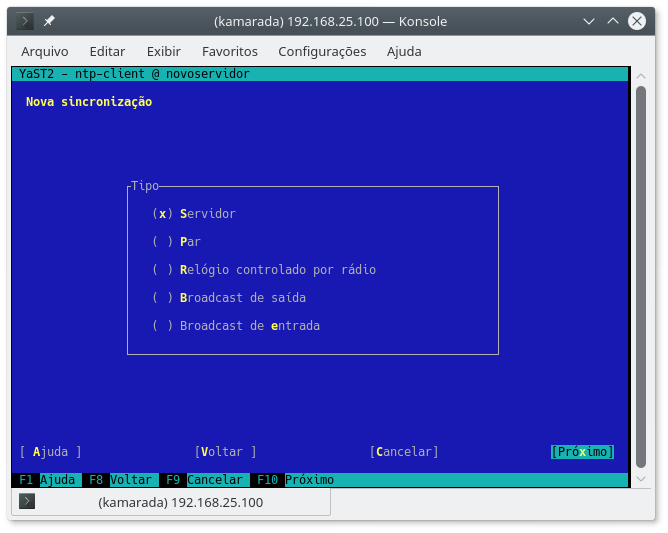 (kamarada) 192.168.25.100 — Konsole
Arquivo Editar Exibir Favoritos Configurações Ajuda
YaST2 - ntp-client @ novoservidor
Nova sincronização
Tipo
(x) Servidor
( ) Par
( ) Relógio controlado por rádio
( ) Broadcast de saída
( ) Broadcast de entrada
[ Ajuda ] [Voltar ] [Cancelar] [Próximo]
F1 Ajuda F8 Voltar F9 Cancelar F10 Próximo
(kamarada) 192.168.25.100